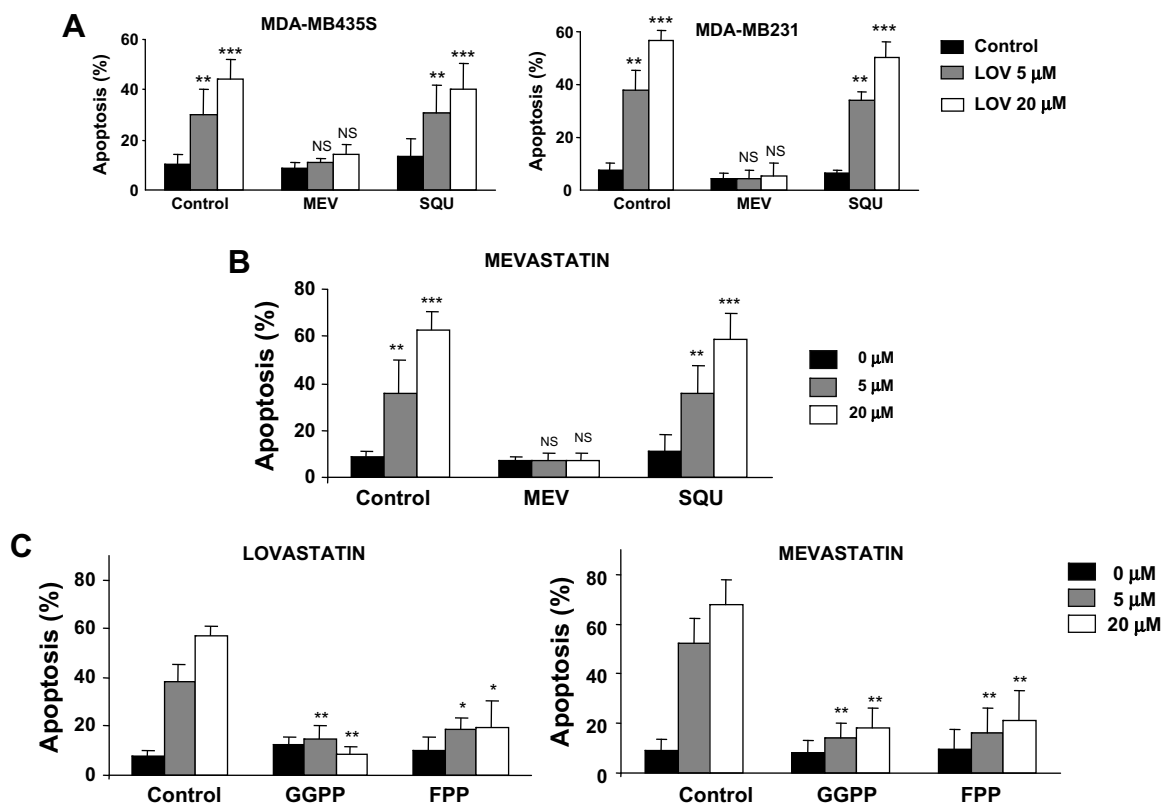 A
MDA-MB435S
MDA-MB231
Apoptosis (%)
60
40
20
0
** *** NS NS ** ***
Control MEV SQU
Apoptosis (%)
60
40
20
0
** *** NS NS ** ***
Control MEV SQU
Control
LOV 5 µM
LOV 20 µM
B
MEVASTATIN
Apoptosis (%)
80
60
40
20
0
** *** NS NS ** ***
Control MEV SQU
0 µM
5 µM
20 µM
C
LOVASTATIN
Apoptosis (%)
80
60
40
20
0
** ** * *
Control GGPP FPP
MEVASTATIN
Apoptosis (%)
80
60
40
20
0
** ** ** **
Control GGPP FPP
0 µM
5 µM
20 µM